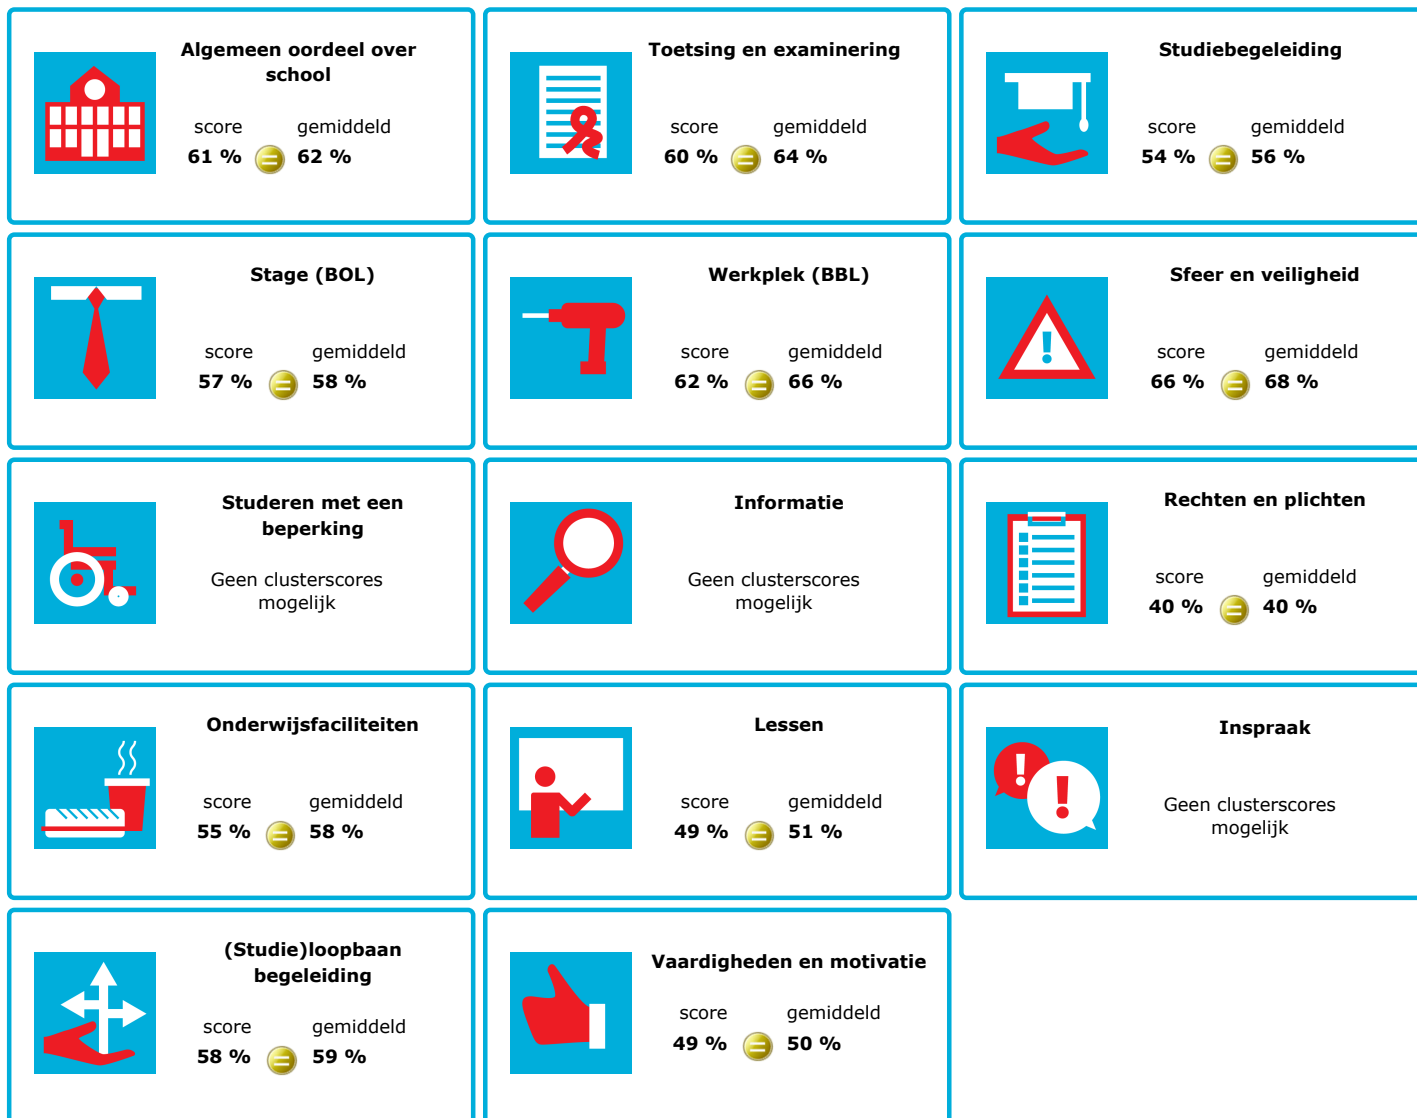 Algemeen oordeel over
school
score gemiddeld
61 % = 62 %
Toetsing en examinering
score gemiddeld
60 % = 64 %
Studiebegeleiding
score gemiddeld
54 % = 56 %
Stage (BOL)
score gemiddeld
57 % = 58 %
Werkplek (BBL)
score gemiddeld
62 % = 66 %
Sfeer en veiligheid
score gemiddeld
66 % = 68 %
Studeren met een
beperking
Geen clusterscores
mogelijk
Informatie
Geen clusterscores
mogelijk
Rechten en plichten
score gemiddeld
40 % = 40 %
Onderwijsfaciliteiten
score gemiddeld
55 % = 58 %
Lessen
score gemiddeld
49 % = 51 %
Inspraak
Geen clusterscores
mogelijk
(Studie)loopbaan
begeleiding
score gemiddeld
58 % = 59 %
Vaardigheden en motivatie
score gemiddeld
49 % = 50 %